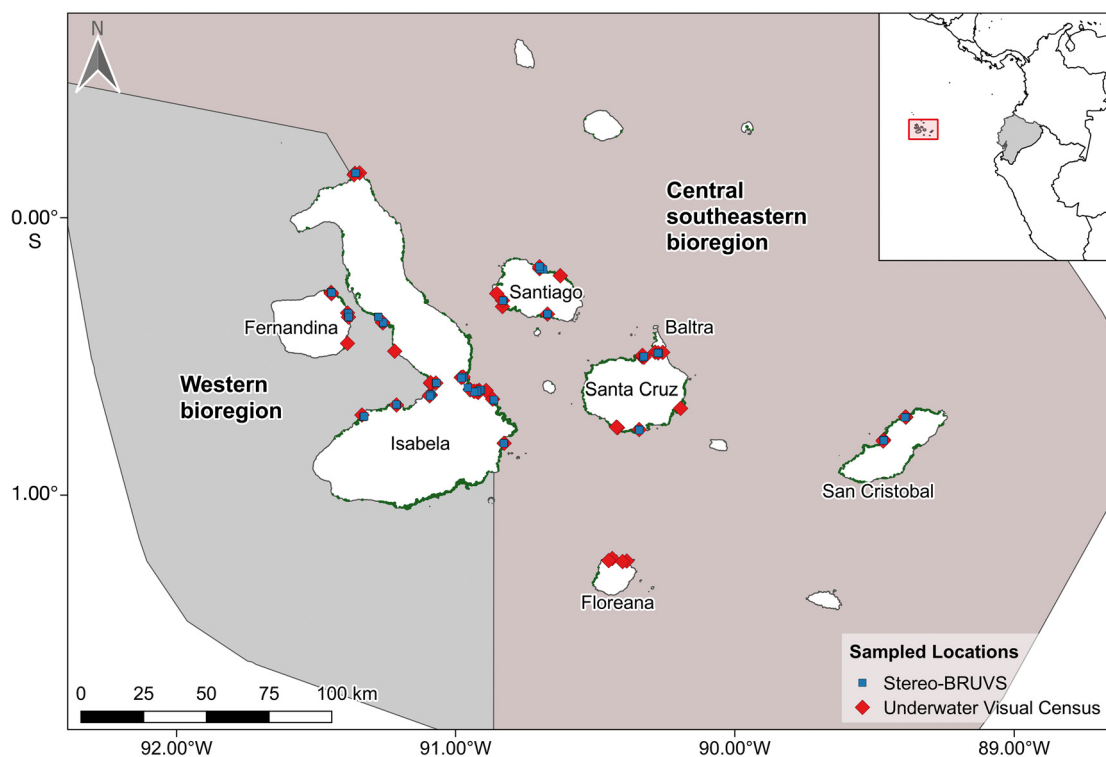 N
0.00°
S
1.00°
Central
southeastern
bioregion
Santiago
Fernandina
Baltra
Santa Cruz
Western
bioregion
Isabela
San Cristobal
Floreana
Sampled Locations
Stereo-BRUVS
Underwater Visual Census
0 25 50 75 100 km
92.00°W 91.00°W 90.00°W 89.00°W